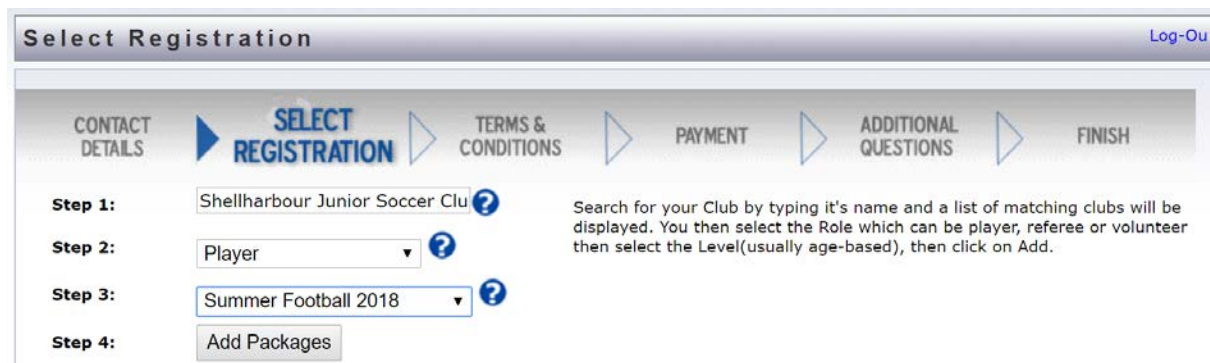 Select Registration
Log-Ou
CONTACT DETAILS
SELECT REGISTRATION
TERMS & CONDITIONS
PAYMENT
ADDITIONAL QUESTIONS
FINISH
Step 1:
Shellharbour Junior Soccer Clu
?
Search for your Club by typing it's name and a list of matching clubs will be
displayed. You then select the Role which can be player, referee or volunteer
then select the Level(usually age-based), then click on Add.
Step 2:
Player
?
Step 3:
Summer Football 2018
?
Step 4:
Add Packages